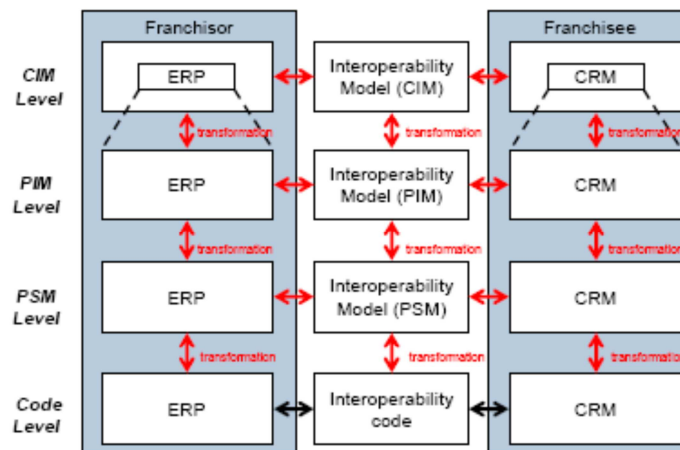 Franchisor
Franchisee
CIM
Level
ERP
Interoperability
Model (CIM)
CRM
transformation
transformation
transformation
PIM
Level
ERP
Interoperability
Model (PIM)
CRM
transformation
transformation
transformation
PSM
Level
ERP
Interoperability
Model (PSM)
CRM
transformation
transformation
transformation
Code
Level
ERP
Interoperability
code
CRM